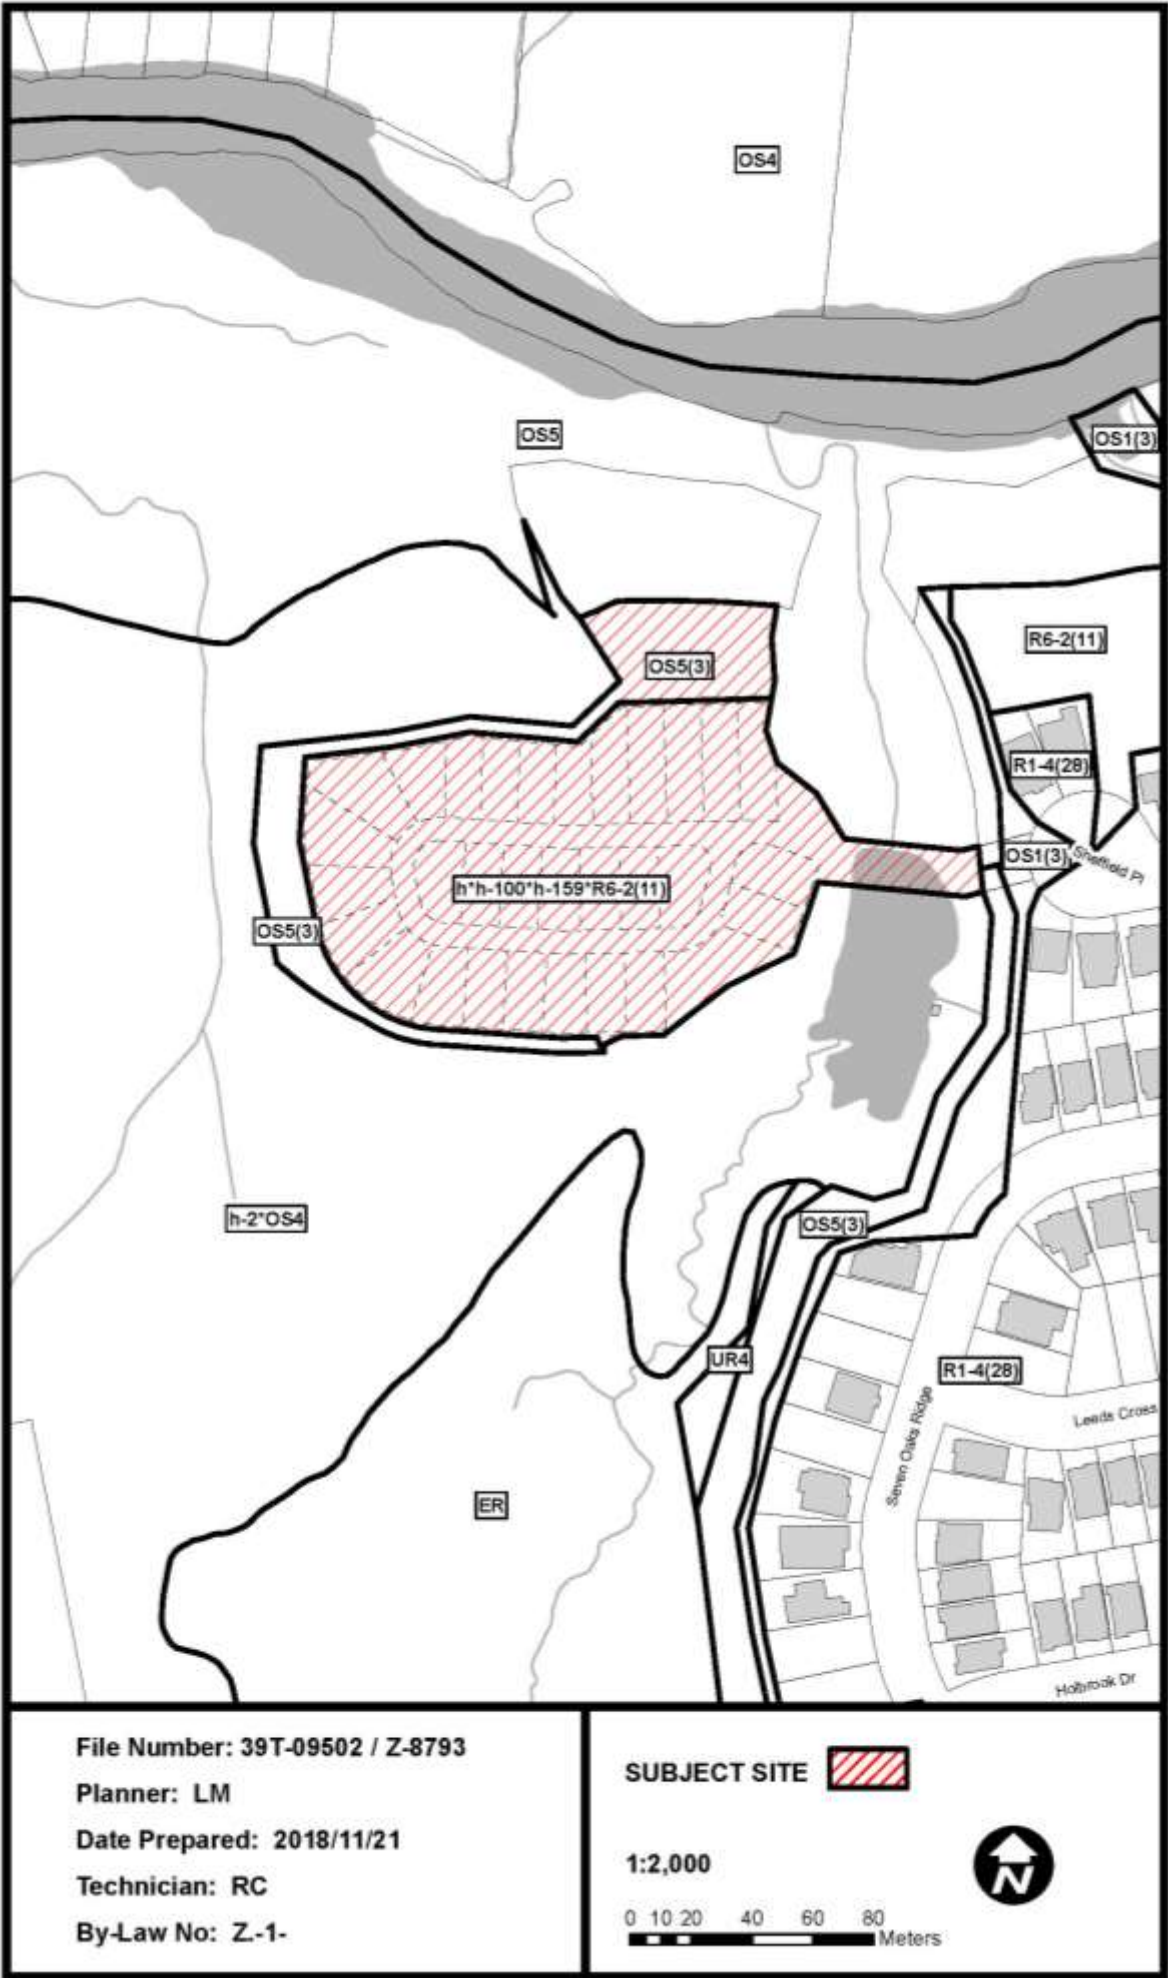 OS4
OS5
OS1(3)
R6-2(11)
OS5(3)
R1-4(28)
OS1(3)
Sheffield Pl
h*h-100*h-159*R6-2(11)
OS5(3)
h-2*OS4
OS5(3)
UR4
R1-4(28)
Seven Oaks Ridge
Leeds Cross
ER
Holbrook Dr
File Number: 39T-09502 / Z-8793
Planner: LM
Date Prepared: 2018/11/21
Technician: RC
By-Law No: Z.-1-
SUBJECT SITE
1:2,000
N
0 10 20 40 60 80
Meters